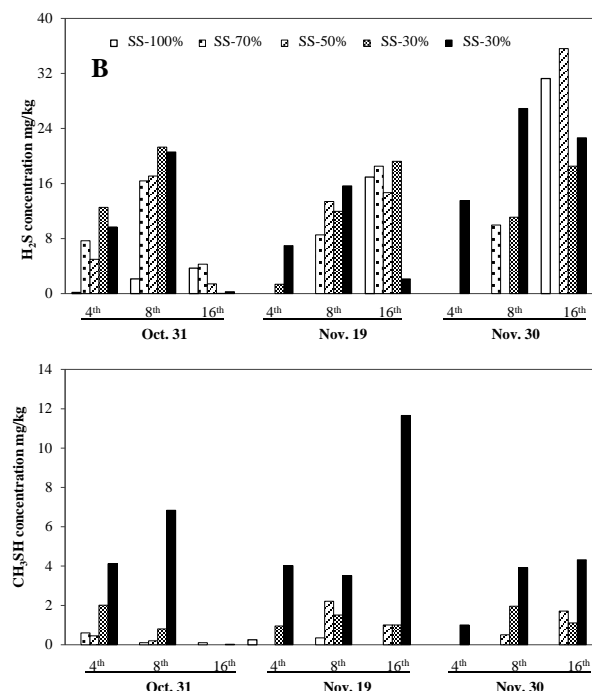 SS-100% SS-70% SS-50% SS-30% SS-30%
B
H₂S concentration mg/kg
36
28
20
16
8
0
4th 8th 16th 4th 8th 16th 4th 8th 16th
Oct. 31 Nov. 19 Nov. 30
CH₃SH concentration mg/kg
14
12
10
8
6
4
2
0
4th 8th 16th 4th 8th 16th 4th 8th 16th
Oct. 31 Nov. 19 Nov. 30